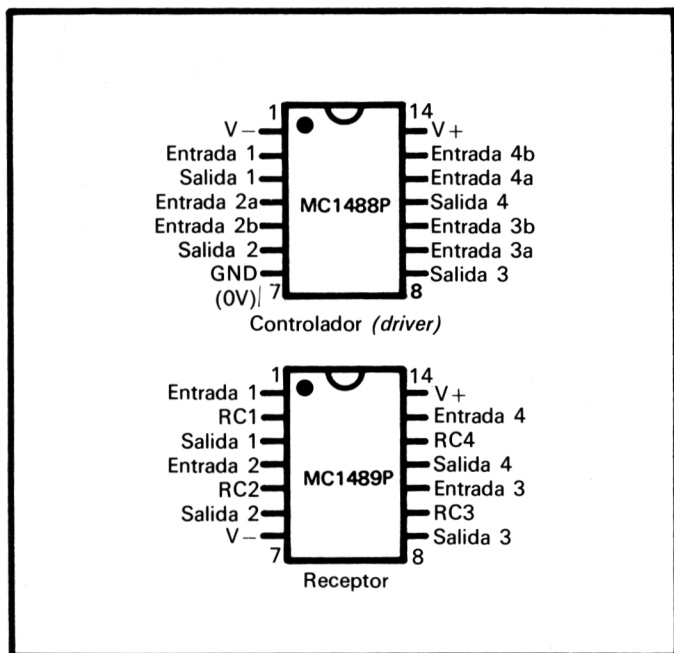 1 14
V− V+
Entrada 1 Entrada 4b
Salida 1 Entrada 4a
Entrada 2a MC1488P Salida 4
Entrada 2b Entrada 3b
Salida 2 Entrada 3a
GND Salida 3
(0V) 7 8
Controlador (driver)
1 14
Entrada 1 V+
RC1 Entrada 4
Salida 1 RC4
Entrada 2 MC1489P Salida 4
RC2 Entrada 3
Salida 2 RC3
V− Salida 3
7 8
Receptor